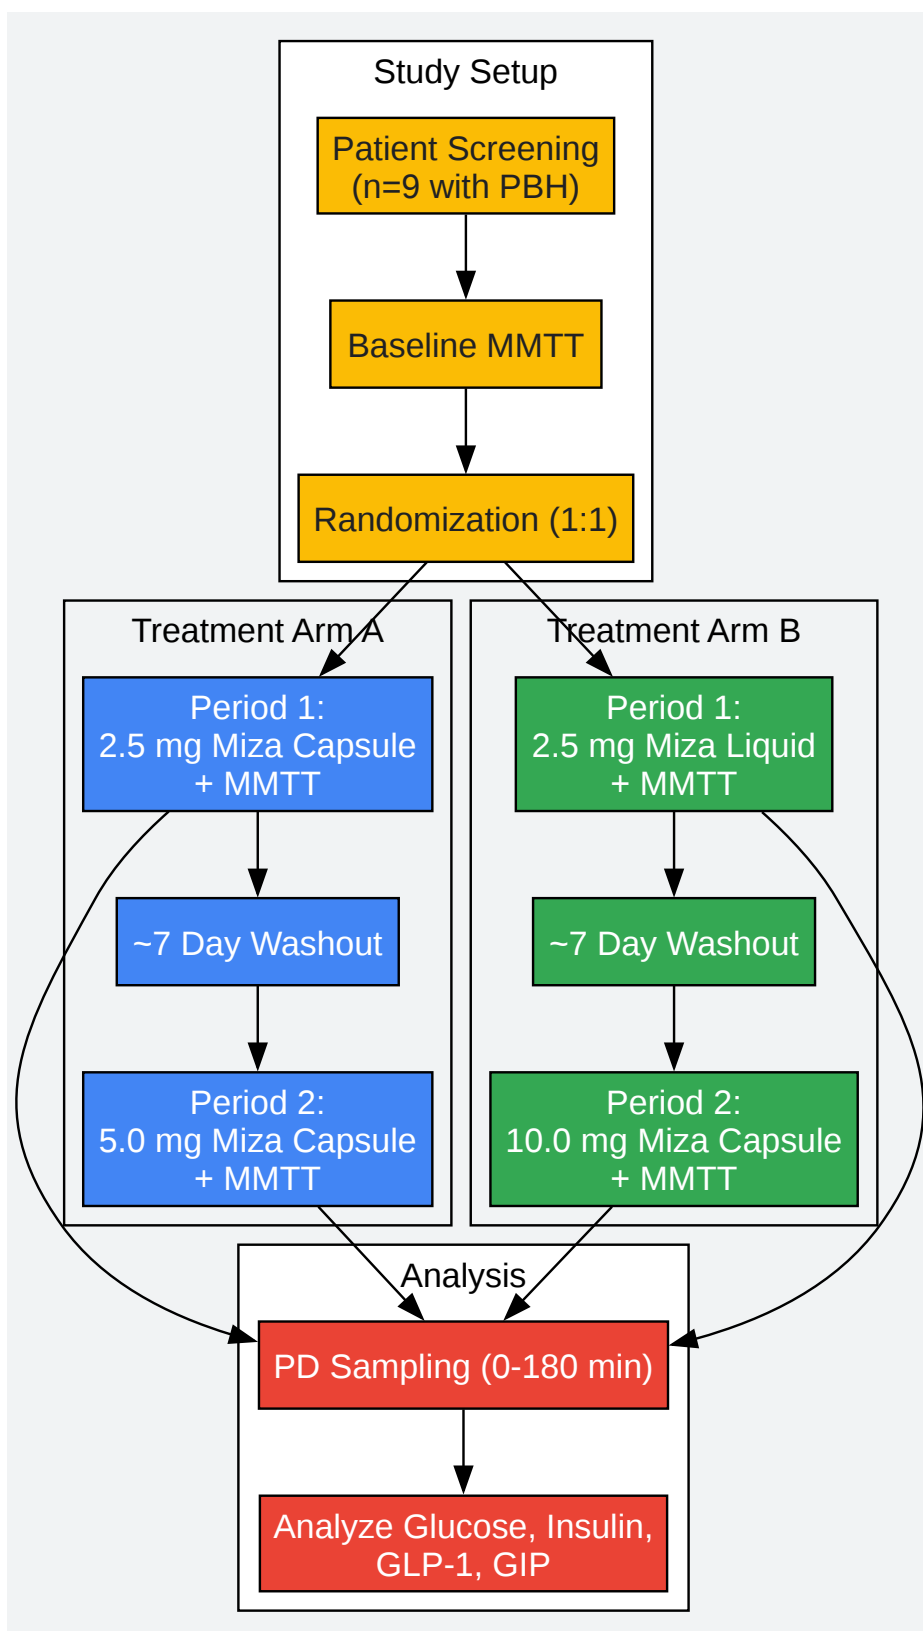 Study Setup
Patient Screening
(n=9 with PBH)
Baseline MMTT
Randomization (1:1)
Treatment Arm A
Period 1:
2.5 mg Miza Capsule
+ MMTT
~7 Day Washout
Period 2:
5.0 mg Miza Capsule
+ MMTT
Treatment Arm B
Period 1:
2.5 mg Miza Liquid
+ MMTT
~7 Day Washout
Period 2:
10.0 mg Miza Capsule
+ MMTT
Analysis
PD Sampling (0-180 min)
Analyze Glucose, Insulin,
GLP-1, GIP